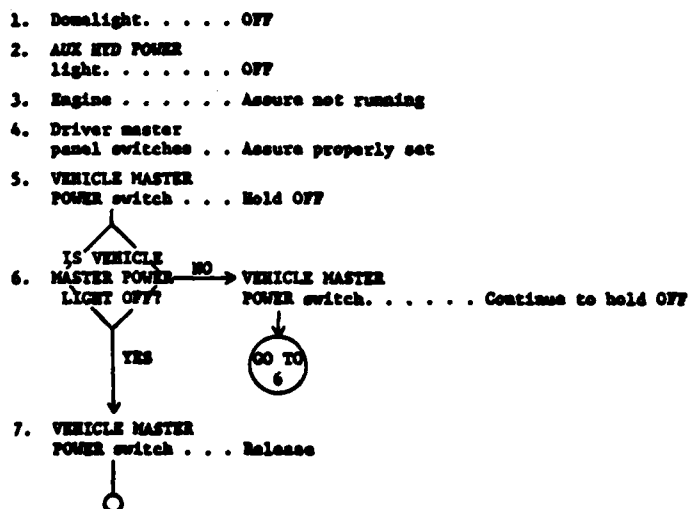 1. Domelight. . . . . OFF
2. AUX HYD POWER
light. . . . . . . OFF
3. Engine . . . . . . Assure not running
4. Driver master
panel switches . . Assure properly set
5. VEHICLE MASTER
POWER switch . . . Hold OFF
IS VEHICLE
6. MASTER POWER NO VEHICLE MASTER
LIGHT OFF? POWER switch. . . . . . Continue to hold OFF
YES
GO TO
6
7. VEHICLE MASTER
POWER switch . . . Release